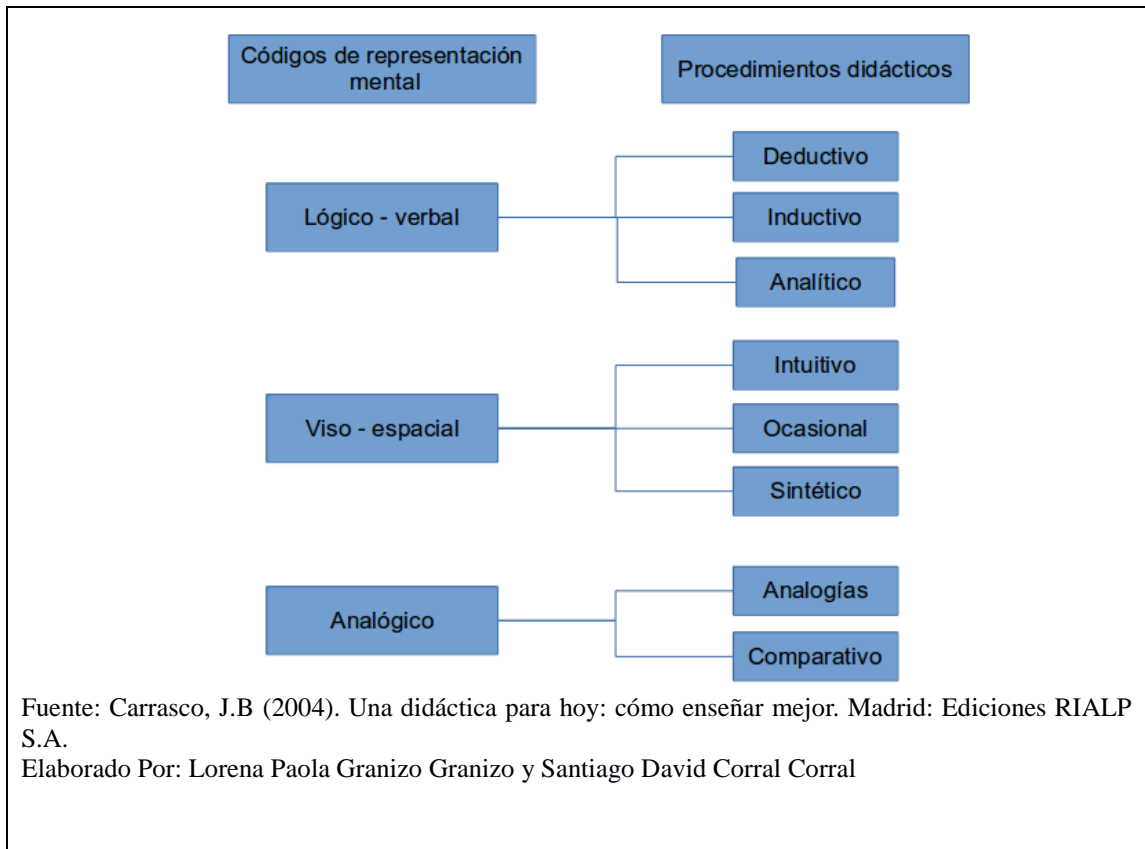 Códigos de representación
mental
Procedimientos didácticos
Lógico - verbal
Deductivo
Inductivo
Analítico
Viso - espacial
Intuitivo
Ocasional
Sintético
Analógico
Analogías
Comparativo
Fuente: Carrasco, J.B (2004). Una didáctica para hoy: cómo enseñar mejor. Madrid: Ediciones RIALP
S.A.
Elaborado Por: Lorena Paola Granizo Granizo y Santiago David Corral Corral